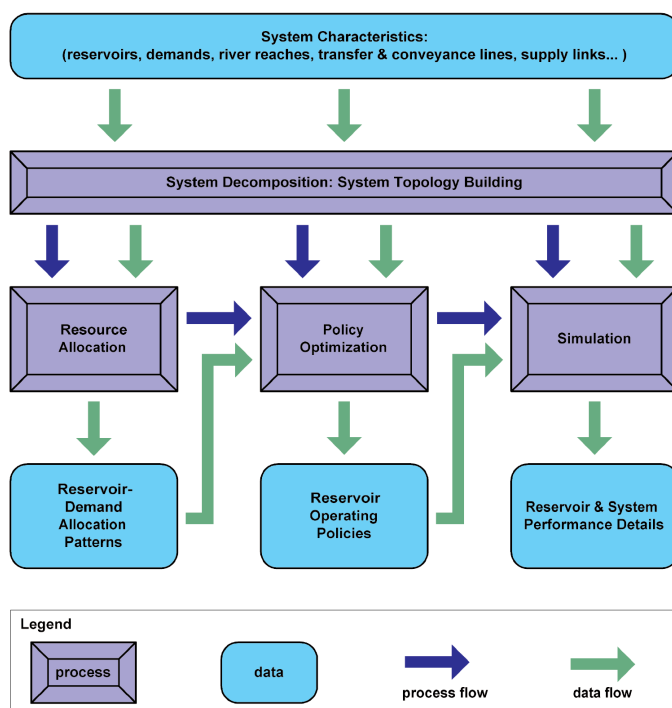 System Characteristics:
(reservoirs, demands, river reaches, transfer & conveyance lines, supply links... )
System Decomposition: System Topology Building
Resource
Allocation
Policy
Optimization
Simulation
Reservoir-
Demand
Allocation
Patterns
Reservoir
Operating
Policies
Reservoir & System
Performance Details
Legend
process
data
process flow
data flow